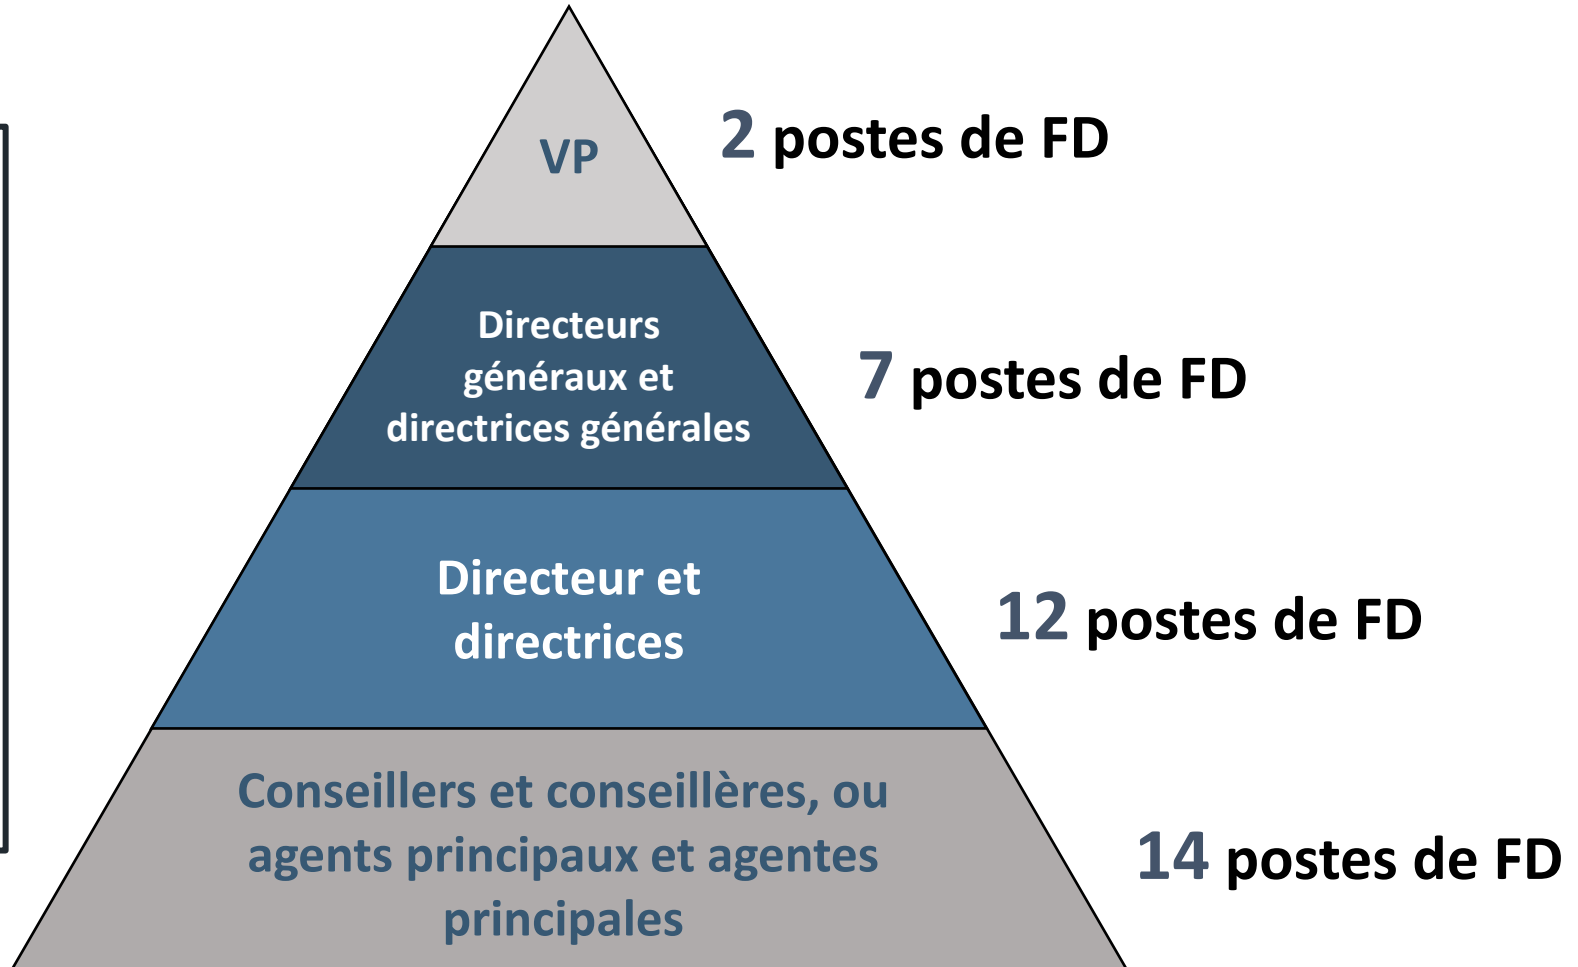 VP
2 postes de FD
Directeurs
généraux et
directrices générales
7 postes de FD
Directeur et
directrices
12 postes de FD
Conseillers et conseillères, ou
agents principaux et agentes
principales
14 postes de FD